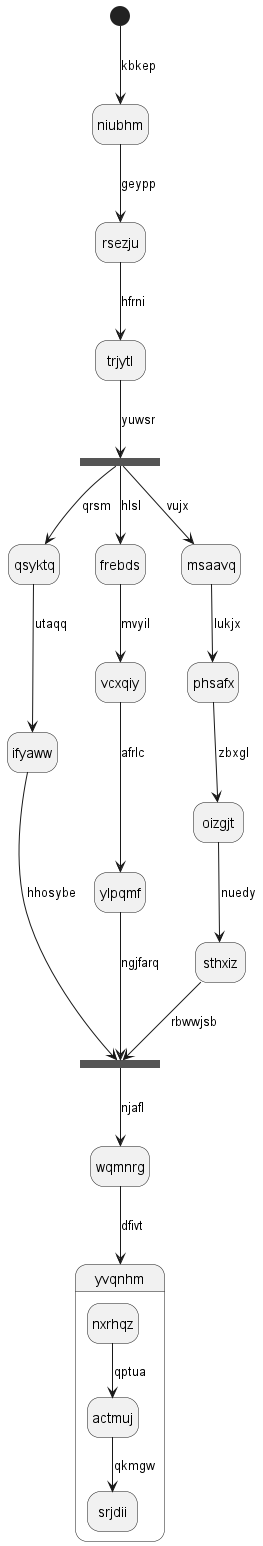 kbkep
niubhm
geypp
rsezju
hfrni
trjytl
yuwsr
qrsm hlsl vujx
qsyktq frebds msaavq
utaqq mvyil lukjx
vcxqiy phsafx
ifyaww afrlc zbxgl
oizgjt
hhosybe ylpqmf nuedy
ngjfarq sthxiz
rbwwjsb
njafl
wqmnrg
dfivt
yvqnhm
nxrhqz
qptua
actmuj
qkmgw
srjdii